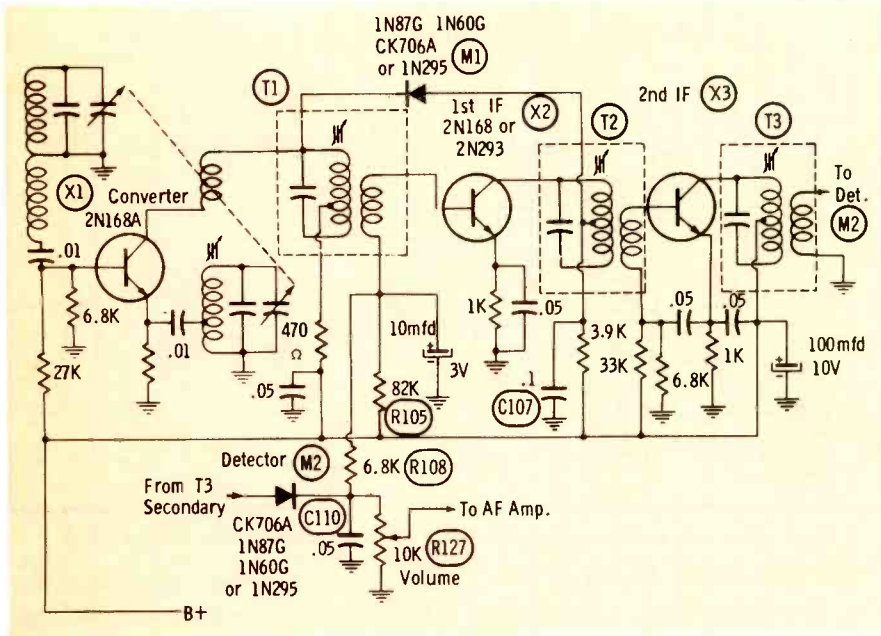 1N87G 1N60G
CK706A
or 1N295
M1
T1
1st IF
2N168 or
2N293
X2
2nd IF
X3
T2
T3
To
Det.
M2
X1
Converter
2N168A
.01
6.8K
.01
27K
470
Ω
.05
10mfd
+
-
3V
82K
R105
1K
.05
.1
C107
3.9K
33K
6.8K
.05
.05
1K
+
-
100mfd
10V
Detector
M2
6.8K
R108
From T3
Secondary
CK706A
1N87G
1N60G
or 1N295
C110
.05
To AF Amp.
10K
R127
Volume
B+